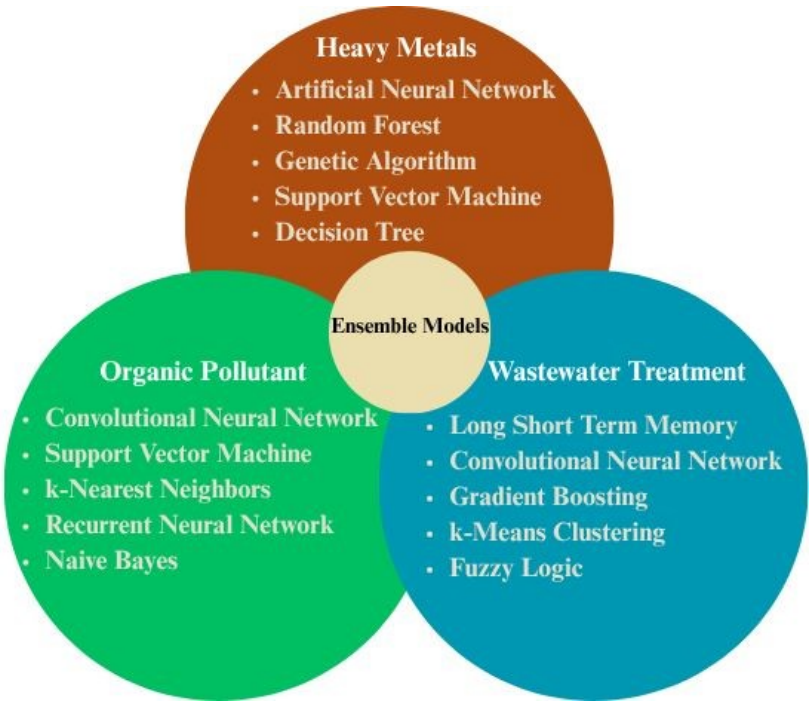 Heavy Metals
• Artificial Neural Network
• Random Forest
• Genetic Algorithm
• Support Vector Machine
• Decision Tree
Ensemble Models
Organic Pollutant
• Convolutional Neural Network
• Support Vector Machine
• k-Nearest Neighbors
• Recurrent Neural Network
• Naive Bayes
Wastewater Treatment
• Long Short Term Memory
• Convolutional Neural Network
• Gradient Boosting
• k-Means Clustering
• Fuzzy Logic